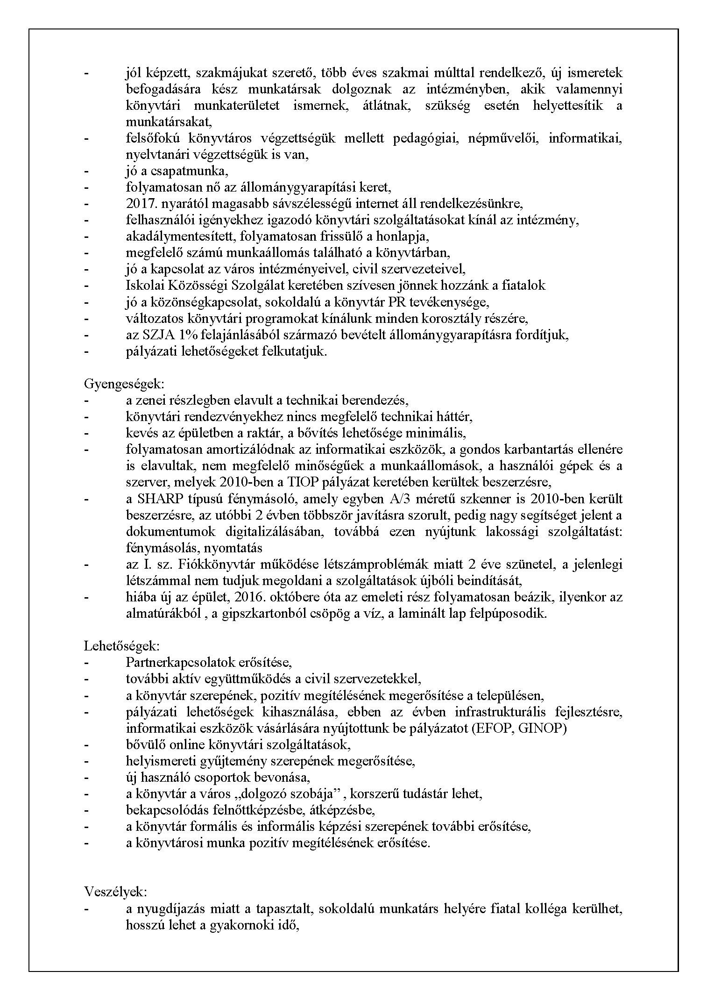 - jól képzett, szakmájukat szerető, több éves szakmai múlttal rendelkező, új ismeretek
befogadására kész munkatársak dolgoznak az intézményben, akik valamennyi
könyvtári munkaterületet ismernek, átlátnak, szükség esetén helyettesítik a
munkatársakat,
- felsőfokú könyvtáros végzettségük mellett pedagógiai, népművelői, informatikai,
nyelvtanári végzettségük is van,
- jó a csapatmunka,
- folyamatosan nő az állománygyarapítási keret,
- 2017. nyarától magasabb sávszélességű internet áll rendelkezésünkre,
- felhasználói igényekhez igazodó könyvtári szolgáltatásokat kínál az intézmény,
- akadálymentesített, folyamatosan frissülő a honlapja,
- megfelelő számú munkaállomás található a könyvtárban,
- jó a kapcsolat az város intézményeivel, civil szervezeteivel,
- Iskolai Közösségi Szolgálat keretében szívesen jönnek hozzánk a fiatalok
- jó a közönségkapcsolat, sokoldalú a könyvtár PR tevékenysége,
- változatos könyvtári programokat kínálunk minden korosztály részére,
- az SZJA 1% felajánlásából származó bevételt állománygyarapításra fordítjuk,
- pályázati lehetőségeket felkutatjuk.
Gyengeségek:
- a zenei részlegben elavult a technikai berendezés,
- könyvtári rendezvényekhez nincs megfelelő technikai háttér,
- kevés az épületben a raktár, a bővítés lehetősége minimális,
- folyamatosan amortizálódnak az informatikai eszközök, a gondos karbantartás ellenére
is elavultak, nem megfelelő minőségűek a munkaállomások, a használói gépek és a
szerver, melyek 2010-ben a TIOP pályázat keretében kerültek beszerzésre,
- a SHARP típusú fénymásoló, amely egyben A/3 méretű szkenner is 2010-ben került
beszerzésre, az utóbbi 2 évben többször javításra szorult, pedig nagy segítséget jelent a
dokumentumok digitalizálásában, továbbá ezen nyújtunk lakossági szolgáltatást:
fénymásolás, nyomtatás
- az I. sz. Fiókkönyvtár működése létszámproblémák miatt 2 éve szünetel, a jelenlegi
létszámmal nem tudjuk megoldani a szolgáltatások újbóli beindítását,
- hiába új az épület, 2016. októbere óta az emeleti rész folyamatosan beázik, ilyenkor az
almatúrákból , a gipszkartonból csöpög a víz, a laminált lap felpúposodik.
Lehetőségek:
- Partnerkapcsolatok erősítése,
- további aktív együttműködés a civil szervezetekkel,
- a könyvtár szerepének, pozitív megítélésének megerősítése a településen,
- pályázati lehetőségek kihasználása, ebben az évben infrastrukturális fejlesztésre,
informatikai eszközök vásárlására nyújtottunk be pályázatot (EFOP, GINOP)
- bővülő online könyvtári szolgáltatások,
- helyismereti gyűjtemény szerepének megerősítése,
- új használó csoportok bevonása,
- a könyvtár a város „dolgozó szobája” , korszerű tudástár lehet,
- bekapcsolódás felnőttképzésbe, átképzésbe,
- a könyvtár formális és informális képzési szerepének további erősítése,
- a könyvtárosi munka pozitív megítélésének erősítése.
Veszélyek:
- a nyugdíjazás miatt a tapasztalt, sokoldalú munkatárs helyére fiatal kolléga kerülhet,
hosszú lehet a gyakornoki idő,